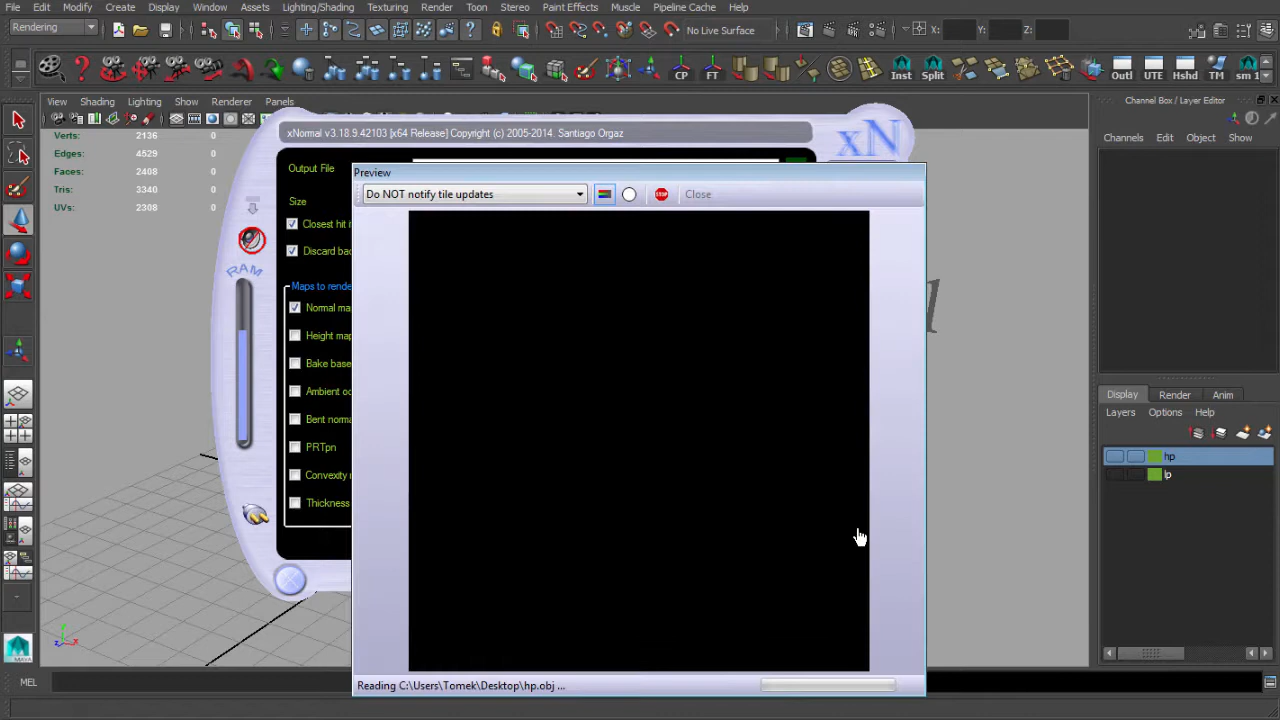 File Edit Modify Create Display Window Assets Lighting/Shading Texturing Render Toon Stereo Paint Effects Muscle Pipeline Cache Help
Rendering No Live Surface X: Y: Z:
CP FT Inst Split Outl UTE Hshd TM sm 1
View Shading Lighting Show Renderer Panels
Channel Box / Layer Editor
Channels Edit Object Show
Verts: 2136 0
Edges: 4529 0
Faces: 2408 0
Tris: 3340 0
UVs: 2308 0
xNormal v3.18.9.42103 [x64 Release] Copyright (c) 2005-2014. Santiago Orgaz
xN
Output File
Size
Closest hit i
Discard bac
RAM
Maps to rende
Normal ma
Height map
Bake base
Ambient oc
Bent norma
PRTpn
Convexity
Thickness
Preview
Do NOT notify tile updates STOP Close
Reading C:\Users\Tomek\Desktop\hp.obj ...
Display Render Anim
Layers Options Help
hp
lp
MAYA
MEL